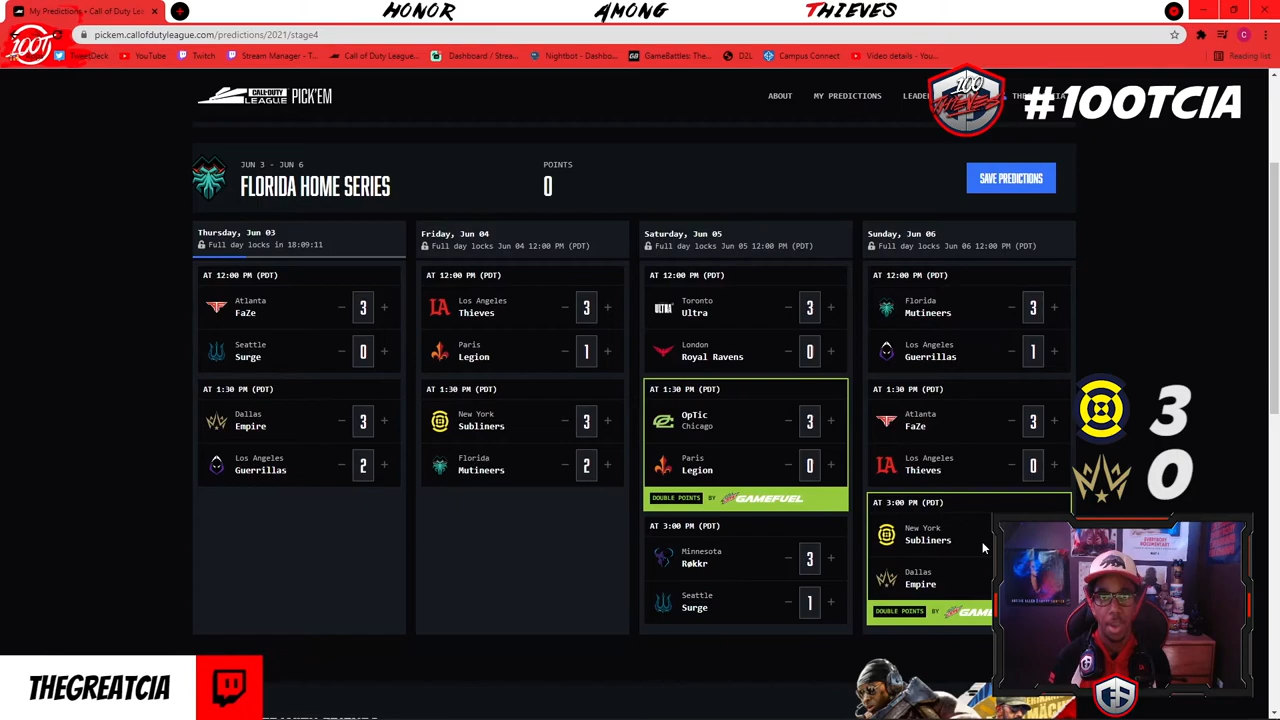 HONOR AMONG THIEVES
My Predictions • Call of Duty Le
100T
pickem.callofdutyleague.com/predictions/2021/stage4
TweetDeck YouTube Twitch Stream Manager - T... Call of Duty League... Dashboard / Strea... Nightbot - Dashbo... GameBattles: The... D2L Campus Connect Video details - You... Reading list
CALL OF DUTY LEAGUE PICK'EM
ABOUT MY PREDICTIONS
100 THIEVES
#100TCIA
JUN 3 - JUN 6
FLORIDA HOME SERIES
POINTS
0
SAVE PREDICTIONS
Thursday, Jun 03
Full day locks in 18:09:11
AT 12:00 PM (PDT)
Atlanta
FaZe
− 3 +
Seattle
Surge
− 0 +
AT 1:30 PM (PDT)
Dallas
Empire
− 3 +
Los Angeles
Guerrillas
− 2 +
Friday, Jun 04
Full day locks Jun 04 12:00 PM (PDT)
AT 12:00 PM (PDT)
Los Angeles
Thieves
− 3 +
Paris
Legion
− 1 +
AT 1:30 PM (PDT)
New York
Subliners
− 3 +
Florida
Mutineers
− 2 +
Saturday, Jun 05
Full day locks Jun 05 12:00 PM (PDT)
AT 12:00 PM (PDT)
Toronto
Ultra
− 3 +
London
Royal Ravens
− 0 +
AT 1:30 PM (PDT)
OpTic
Chicago
− 3 +
Paris
Legion
− 0 +
DOUBLE POINTS BY GAMEFUEL
AT 3:00 PM (PDT)
Minnesota
Røkkr
− 3 +
Seattle
Surge
− 1 +
Sunday, Jun 06
Full day locks Jun 06 12:00 PM (PDT)
AT 12:00 PM (PDT)
Florida
Mutineers
− 3 +
Los Angeles
Guerrillas
− 1 +
AT 1:30 PM (PDT)
Atlanta
FaZe
− 3 +
Los Angeles
Thieves
− 0 +
AT 3:00 PM (PDT)
New York
Subliners
Dallas
Empire
DOUBLE POINTS BY
3
0
THEGREATCIA